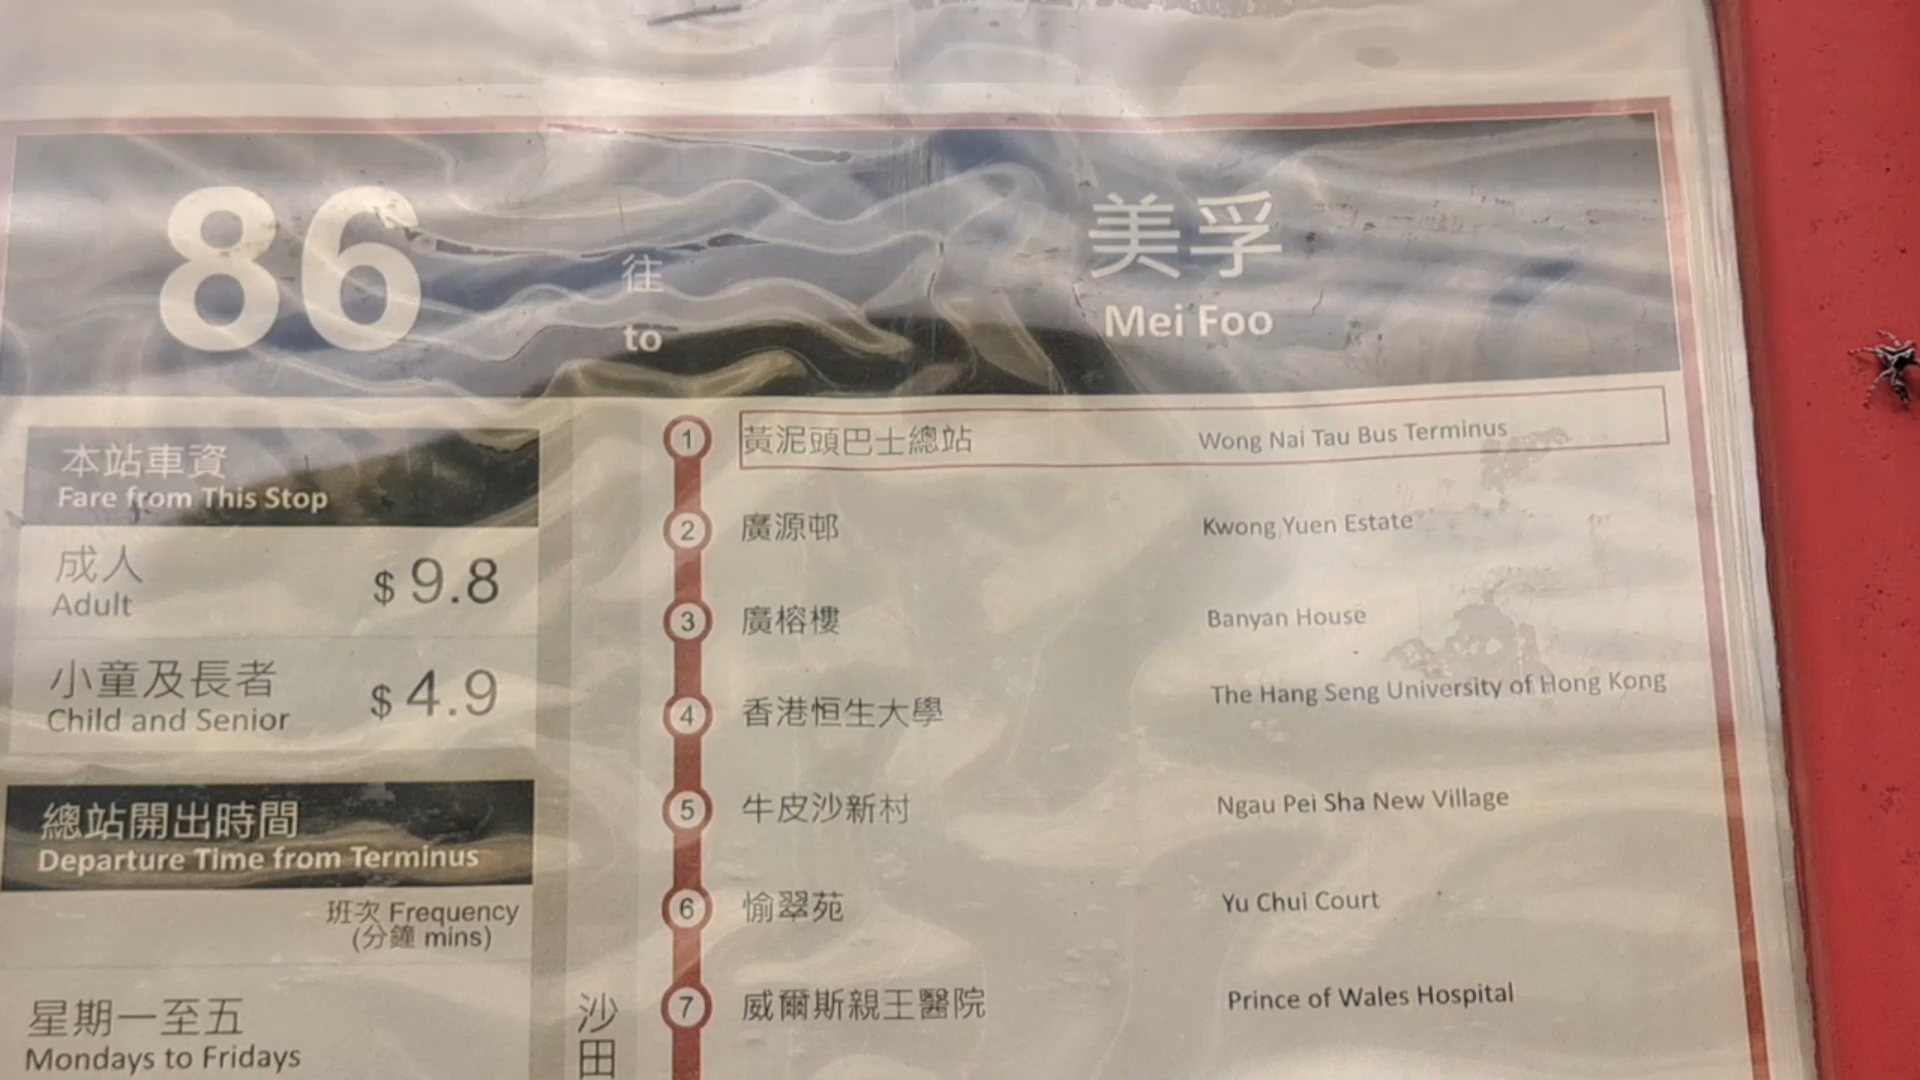 86
往
to
美孚
Mei Foo
本站車資
Fare from This Stop
成人
Adult
$ 9.8
小童及長者
Child and Senior
$ 4.9
總站開出時間
Departure Time from Terminus
班次 Frequency
(分鐘 mins)
星期一至五
Mondays to Fridays
沙田
1 黃泥頭巴士總站 Wong Nai Tau Bus Terminus
2 廣源邨 Kwong Yuen Estate
3 廣榕樓 Banyan House
4 香港恒生大學 The Hang Seng University of Hong Kong
5 牛皮沙新村 Ngau Pei Sha New Village
6 愉翠苑 Yu Chui Court
7 威爾斯親王醫院 Prince of Wales Hospital